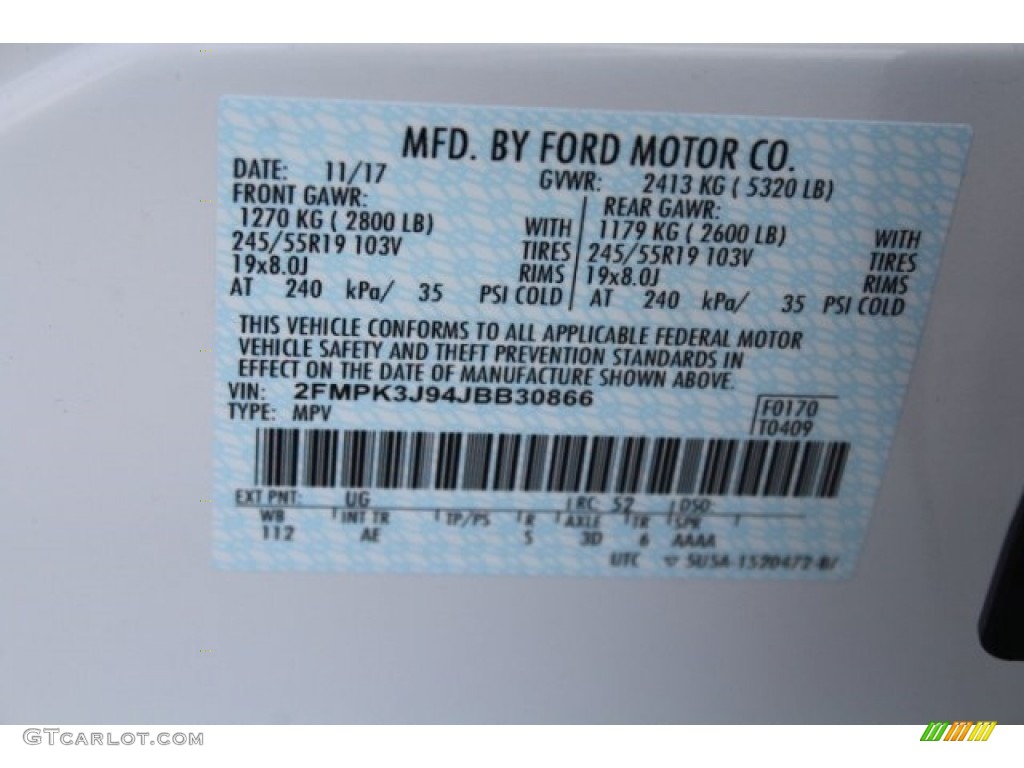 MFD. BY FORD MOTOR CO.
DATE: 11/17 GVWR: 2413 KG ( 5320 LB)
FRONT GAWR: REAR GAWR:
1270 KG ( 2800 LB) WITH 1179 KG ( 2600 LB) WITH
245/55R19 103V TIRES 245/55R19 103V TIRES
19x8.0J RIMS 19x8.0J RIMS
AT 240 kPa/ 35 PSI COLD AT 240 kPa/ 35 PSI COLD
THIS VEHICLE CONFORMS TO ALL APPLICABLE FEDERAL MOTOR
VEHICLE SAFETY AND THEFT PREVENTION STANDARDS IN
EFFECT ON THE DATE OF MANUFACTURE SHOWN ABOVE.
VIN: 2FMPK3J94JBB30866
TYPE: MPV F0170
T0409
EXT PNT: UG RC: 52 DSO:
WB INT TR TP/PS R AXLE TR SPR
112 AE 5 3D 6 AAAA
UTC 5U5A-1520472-B/
GTCarlot.com